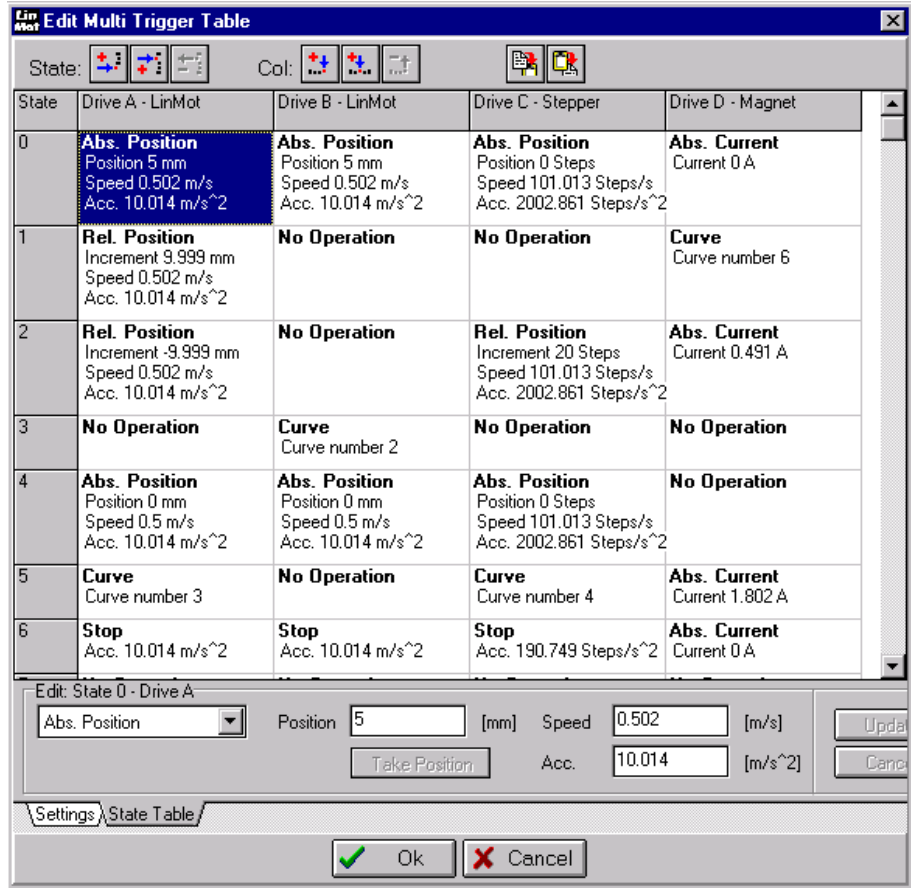 Lin Mot Edit Multi Trigger Table
State: Col:
State Drive A - LinMot Drive B - LinMot Drive C - Stepper Drive D - Magnet
0 Abs. Position Abs. Position Abs. Position Abs. Current
Position 5 mm Position 5 mm Position 0 Steps Current 0 A
Speed 0.502 m/s Speed 0.502 m/s Speed 101.013 Steps/s
Acc. 10.014 m/s^2 Acc. 10.014 m/s^2 Acc. 2002.861 Steps/s^2
1 Rel. Position No Operation No Operation Curve
Increment 9.999 mm Curve number 6
Speed 0.502 m/s
Acc. 10.014 m/s^2
2 Rel. Position No Operation Rel. Position Abs. Current
Increment -9.999 mm Increment 20 Steps Current 0.491 A
Speed 0.502 m/s Speed 101.013 Steps/s
Acc. 10.014 m/s^2 Acc. 2002.861 Steps/s^2
3 No Operation Curve No Operation No Operation
Curve number 2
4 Abs. Position Abs. Position Abs. Position No Operation
Position 0 mm Position 0 mm Position 0 Steps
Speed 0.5 m/s Speed 0.5 m/s Speed 101.013 Steps/s
Acc. 10.014 m/s^2 Acc. 10.014 m/s^2 Acc. 2002.861 Steps/s^2
5 Curve No Operation Curve Abs. Current
Curve number 3 Curve number 4 Current 1.802 A
6 Stop Stop Stop Abs. Current
Acc. 10.014 m/s^2 Acc. 10.014 m/s^2 Acc. 190.749 Steps/s^2 Current 0 A
Edit: State 0 - Drive A
Abs. Position Position 5 [mm] Speed 0.502 [m/s] Updat
Take Position Acc. 10.014 [m/s^2] Canc
Settings State Table
Ok Cancel